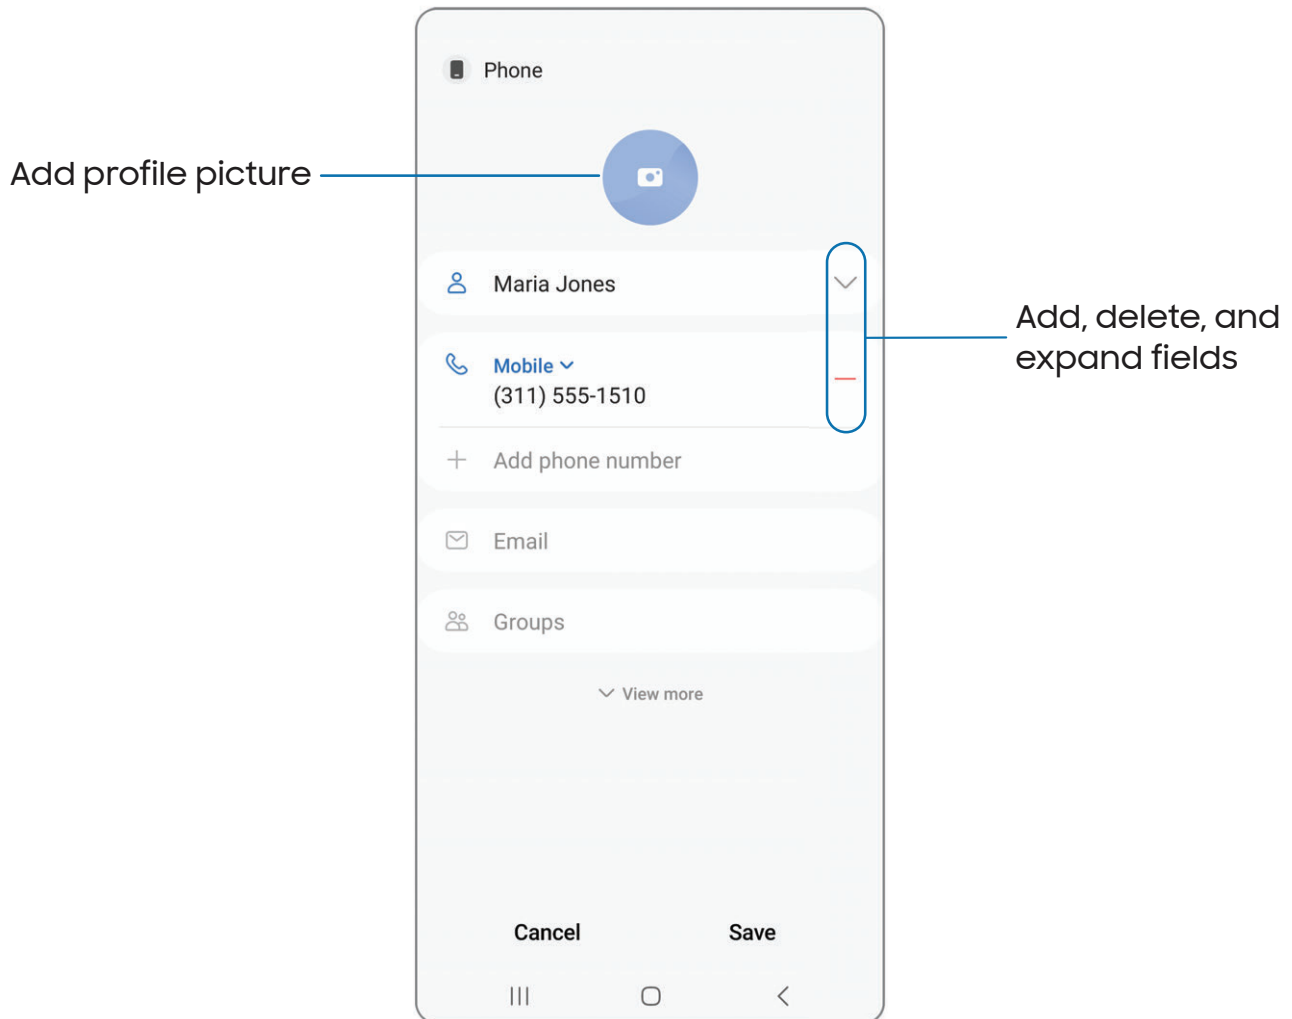 Phone
Add profile picture
Maria Jones
Add, delete, and
expand fields
Mobile
(311) 555-1510
Add phone number
Email
Groups
View more
Cancel
Save